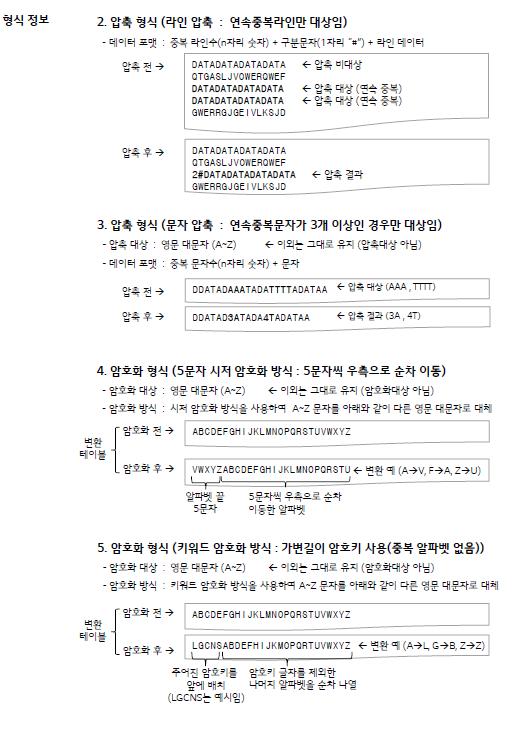 형식 정보
2. 압축 형식 (라인 압축 : 연속중복라인만 대상임)
- 데이터 포맷 : 중복 라인수(n자리 숫자) + 구분문자(1자리 "#") + 라인 데이터
압축 전 →
DATADATADATADATA ← 압축 비대상
QTGASLJVOWERQWEF
DATADATADATADATA ← 압축 대상 (연속 중복)
DATADATADATADATA ← 압축 대상 (연속 중복)
GWERRGJGEIVLKSJD
압축 후 →
DATADATADATADATA
QTGASLJVOWERQWEF
2#DATADATADATADATA ← 압축 결과
GWERRGJGEIVLKSJD
3. 압축 형식 (문자 압축 : 연속중복문자가 3개 이상인 경우만 대상임)
- 압축 대상 : 영문 대문자 (A~Z) ← 이외는 그대로 유지 (압축대상 아님)
- 데이터 포맷 : 중복 문자수(n자리 숫자) + 문자
압축 전 → DDATADAAATADATTTTADATAA ← 압축 대상 (AAA , TTTT)
압축 후 → DDATAD3ATADA4TADATAA ← 압축 결과 (3A , 4T)
4. 암호화 형식 (5문자 시저 암호화 방식 : 5문자씩 우측으로 순차 이동)
- 암호화 대상 : 영문 대문자 (A~Z) ← 이외는 그대로 유지 (암호화대상 아님)
- 암호화 방식 : 시저 암호화 방식을 사용하여 A~Z 문자를 아래와 같이 다른 영문 대문자로 대체
변환 테이블
암호화 전 → ABCDEFGHIJKLMNOPQRSTUVWXYZ
암호화 후 → VWXYZABCDEFGHIJKLMNOPQRSTU ← 변환 예 (A→V, F→A, Z→U)
알파벳 끝 5문자
5문자씩 우측으로 순차 이동한 알파벳
5. 암호화 형식 (키워드 암호화 방식 : 가변길이 암호키 사용(중복 알파벳 없음))
- 암호화 대상 : 영문 대문자 (A~Z) ← 이외는 그대로 유지 (암호화대상 아님)
- 암호화 방식 : 키워드 암호화 방식을 사용하여 A~Z 문자를 아래와 같이 다른 영문 대문자로 대체
변환 테이블
암호화 전 → ABCDEFGHIJKLMNOPQRSTUVWXYZ
암호화 후 → LGCNSABDEFHIJKMOPQRTUVWXYZ ← 변환 예 (A→L, G→B, Z→Z)
주어진 암호키를 앞에 배치 (LGCNS는 예시임)
암호키 글자를 제외한 나머지 알파벳을 순차 나열